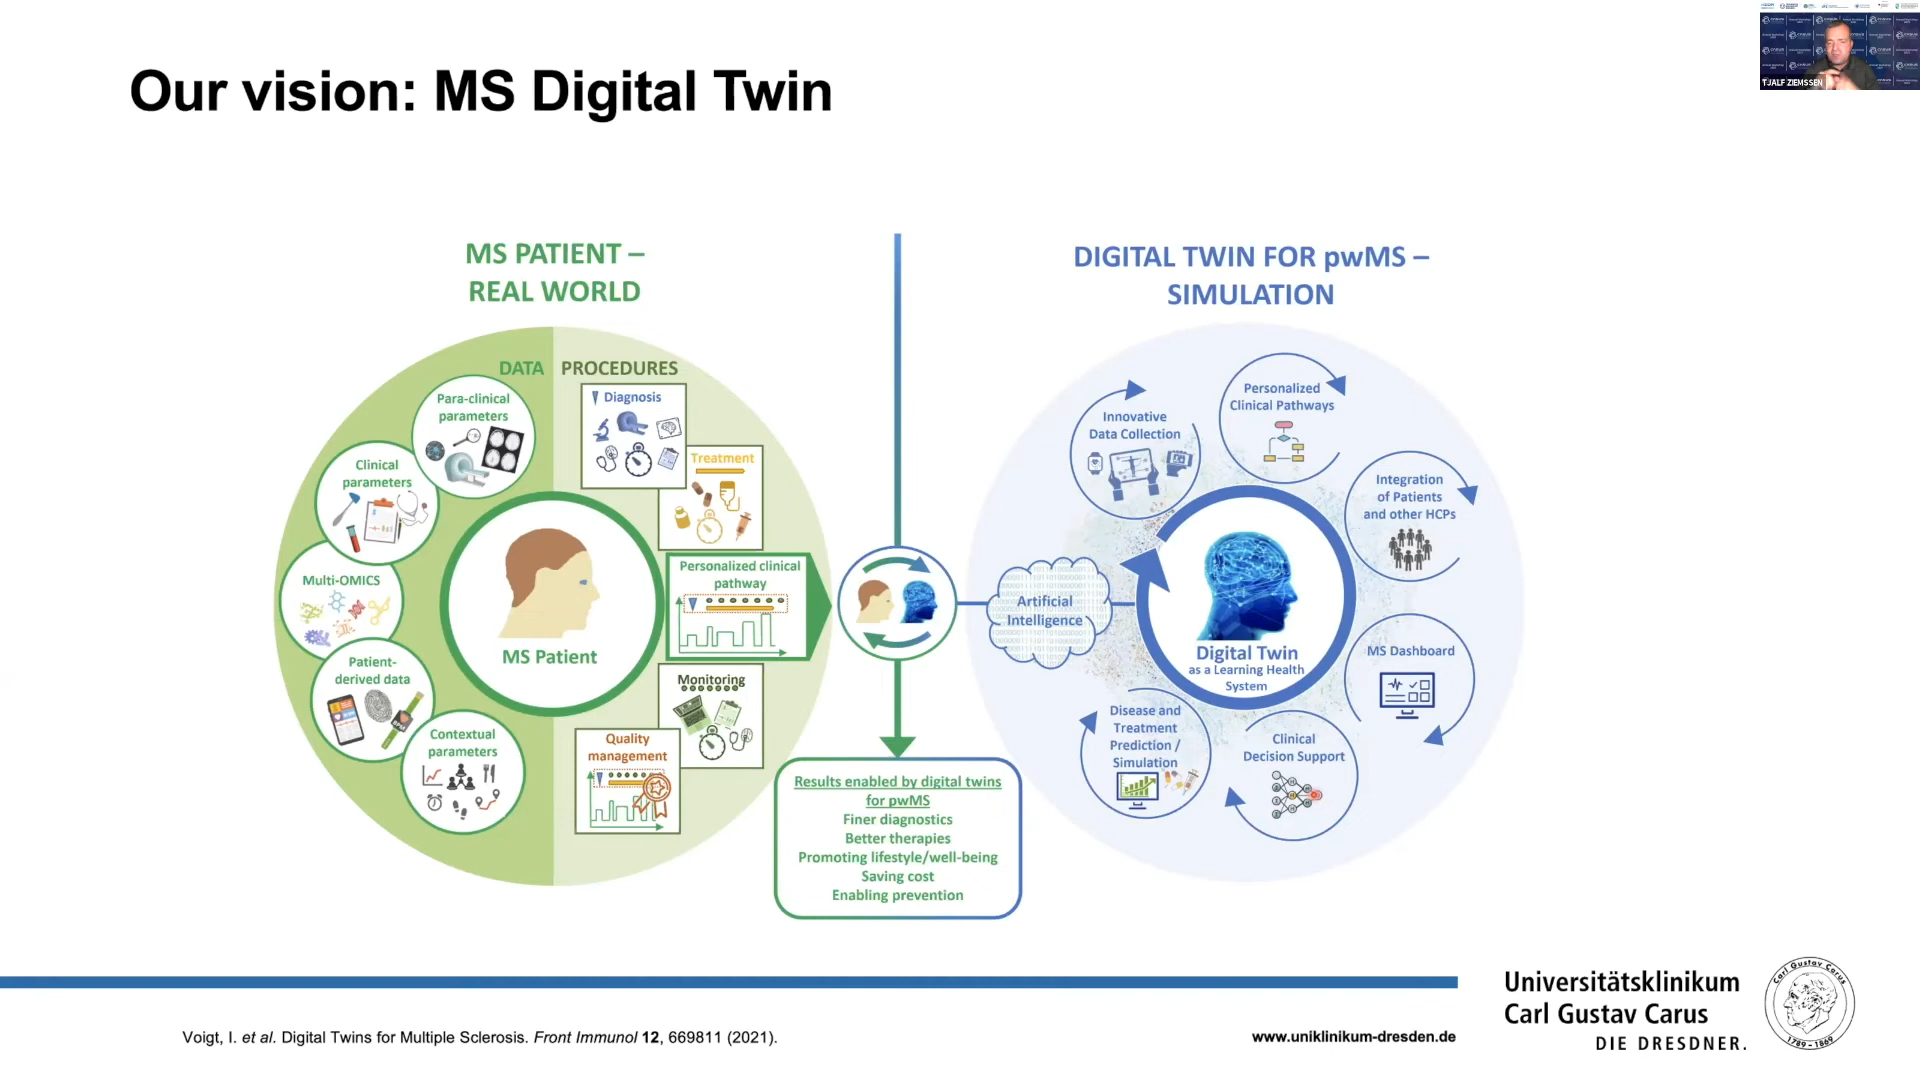 Our vision: MS Digital Twin
TJALF ZIEMSSEN
MS PATIENT –
REAL WORLD
DATA
PROCEDURES
Para-clinical
parameters
Clinical
parameters
Multi-OMICS
Patient-
derived data
Contextual
parameters
MS Patient
Diagnosis
Treatment
Personalized clinical
pathway
Monitoring
Quality
management
Results enabled by digital twins
for pwMS
Finer diagnostics
Better therapies
Promoting lifestyle/well-being
Saving cost
Enabling prevention
DIGITAL TWIN FOR pwMS –
SIMULATION
Innovative
Data Collection
Personalized
Clinical Pathways
Integration
of Patients
and other HCPs
MS Dashboard
Clinical
Decision Support
Disease and
Treatment
Prediction /
Simulation
Artificial
Intelligence
Digital Twin
as a Learning Health
System
Voigt, I. et al. Digital Twins for Multiple Sclerosis. Front Immunol 12, 669811 (2021).
www.uniklinikum-dresden.de
Universitätsklinikum
Carl Gustav Carus
DIE DRESDNER.
Carl Gustav Carus
1789 – 1869